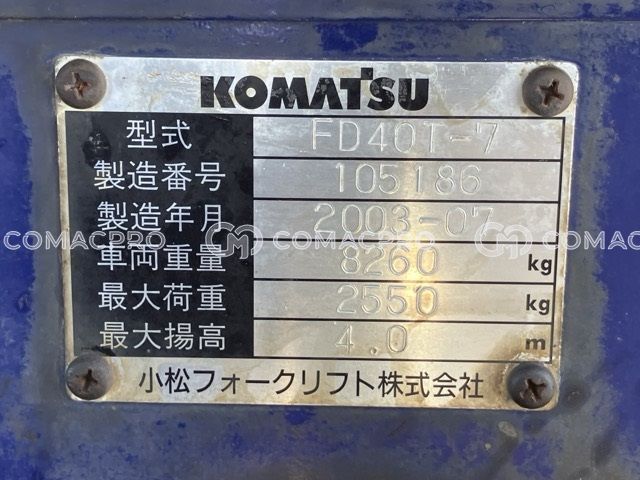 KOMATSU
型式 FD40T-7
製造番号 105186
製造年月 2003-07
COMACPRO COMACPRO COMACPRO
車両重量 8260 kg
最大荷重 2550 kg
最大揚高 4.0 m
小松フォークリフト株式会社